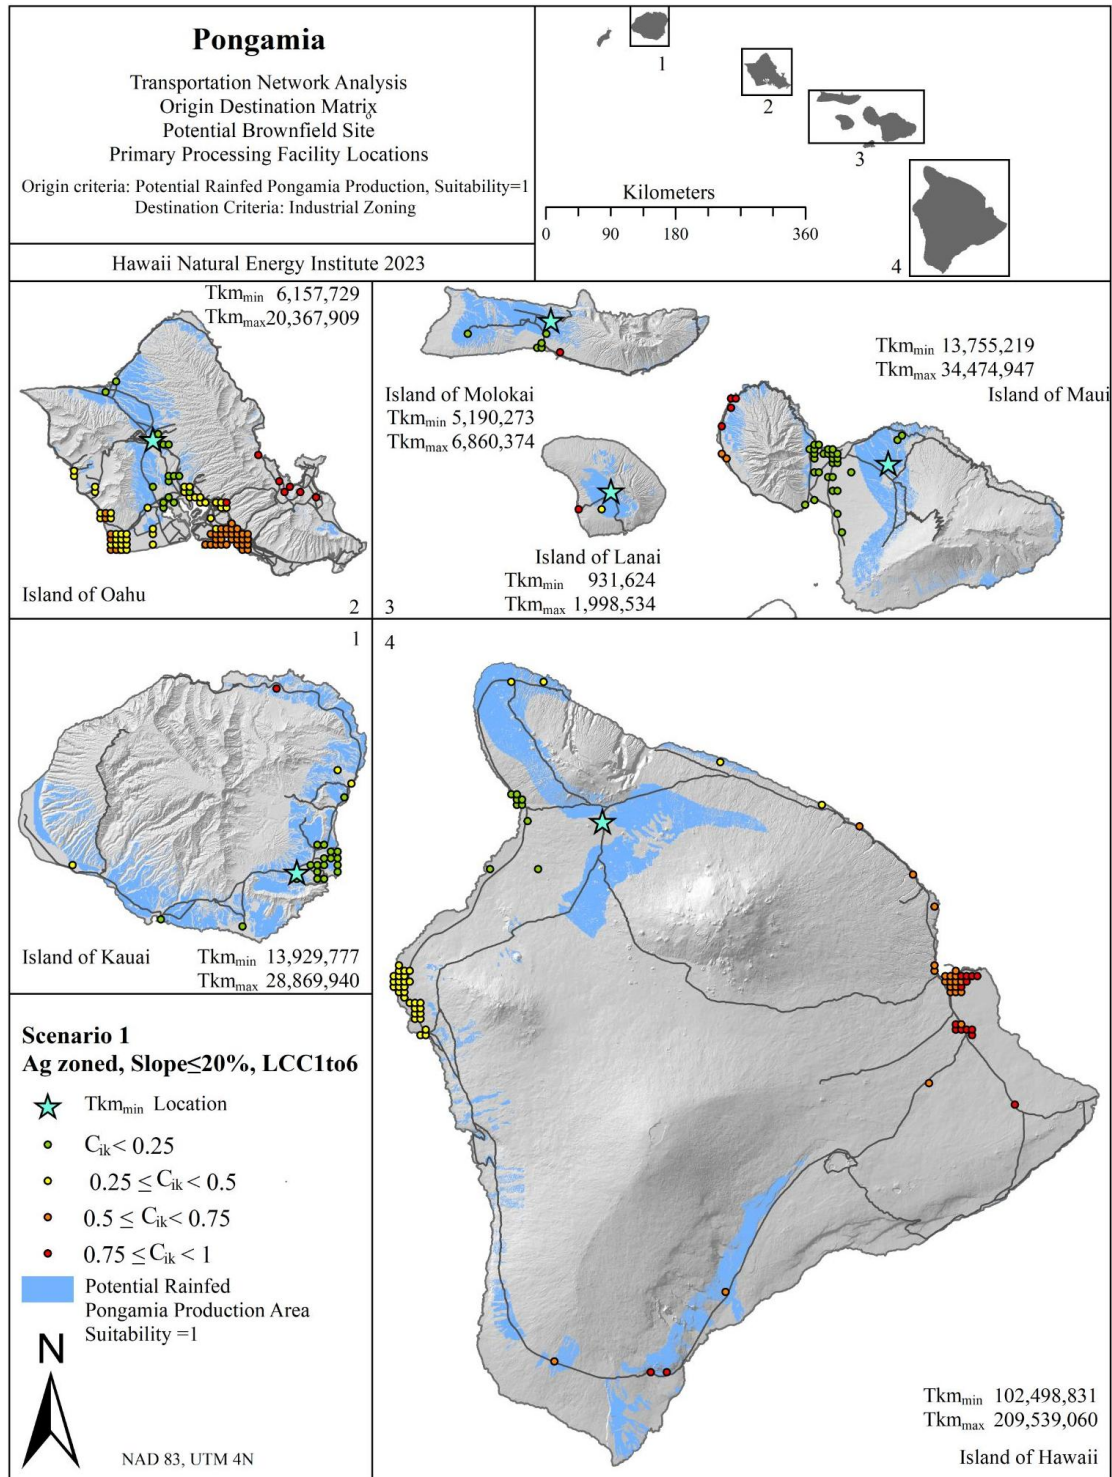 Pongamia
Transportation Network Analysis
Origin Destination Matrix
Potential Brownfield Site
Primary Processing Facility Locations
Origin criteria: Potential Rainfed Pongamia Production, Suitability=1
Destination Criteria: Industrial Zoning
Hawaii Natural Energy Institute 2023
1
2
3
4
Kilometers
0 90 180 360
Tkmmin 6,157,729
Tkmmax 20,367,909
Island of Oahu
2
Island of Molokai
Tkmmin 5,190,273
Tkmmax 6,860,374
Island of Lanai
Tkmmin 931,624
Tkmmax 1,998,534
Tkmmin 13,755,219
Tkmmax 34,474,947
Island of Maui
3
1
Island of Kauai
Tkmmin 13,929,777
Tkmmax 28,869,940
4
Tkmmin 102,498,831
Tkmmax 209,539,060
Island of Hawaii
Scenario 1
Ag zoned, Slope≤20%, LCC1to6
Tkmmin Location
Cik < 0.25
0.25 ≤ Cik < 0.5
0.5 ≤ Cik < 0.75
0.75 ≤ Cik < 1
Potential Rainfed
Pongamia Production Area
Suitability =1
N
NAD 83, UTM 4N